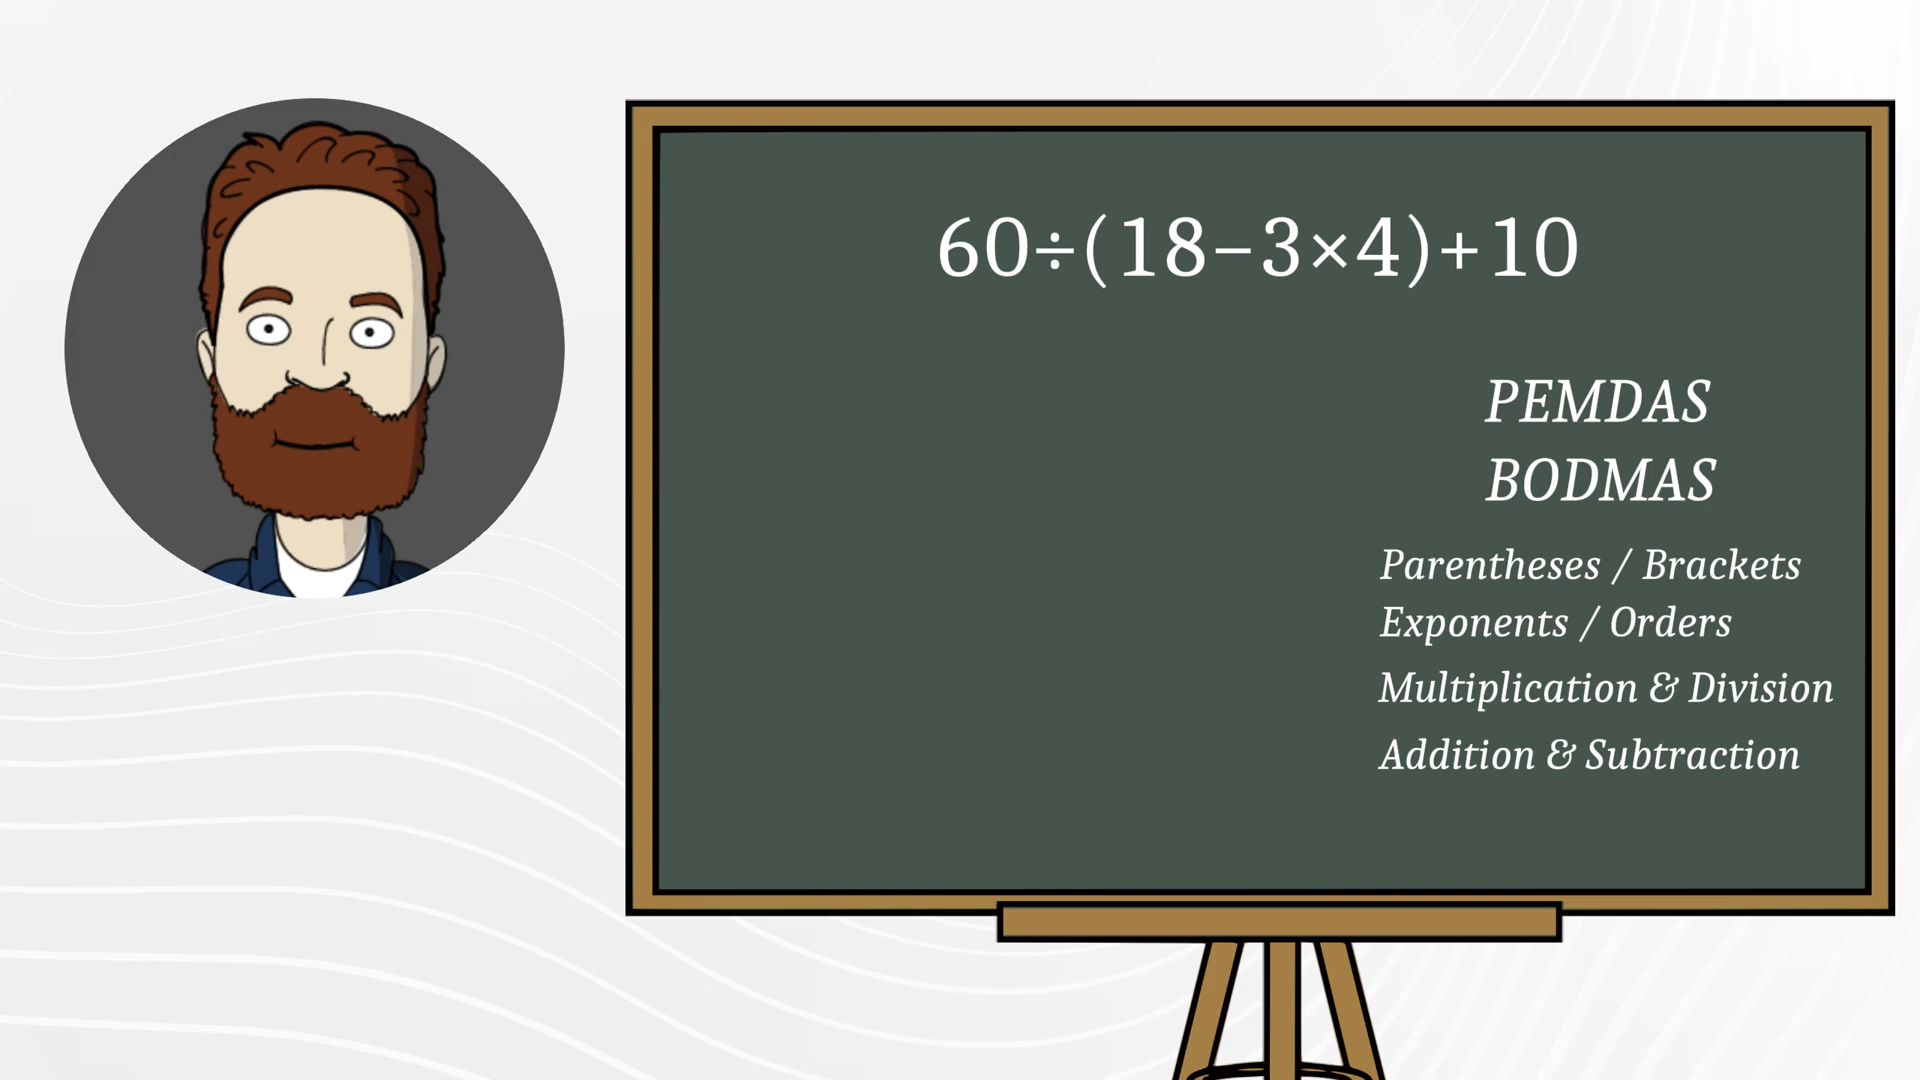 60÷(18−3×4)+10
PEMDAS
BODMAS
Parentheses / Brackets
Exponents / Orders
Multiplication & Division
Addition & Subtraction